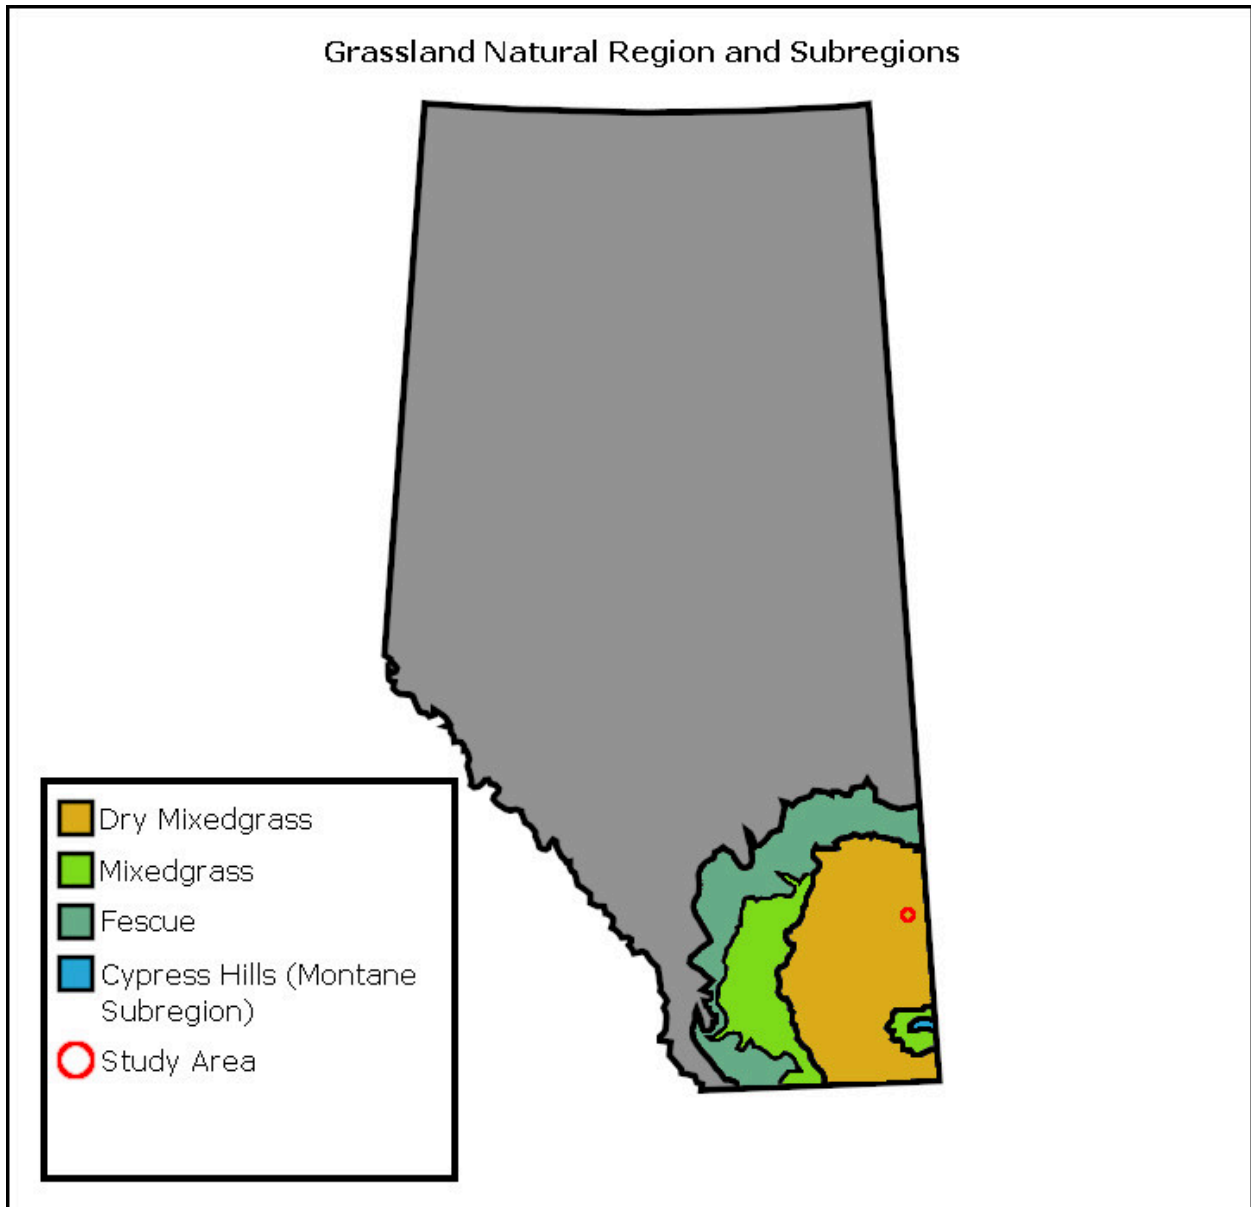 Grassland Natural Region and Subregions
Dry Mixedgrass
Mixedgrass
Fescue
Cypress Hills (Montane
Subregion)
Study Area